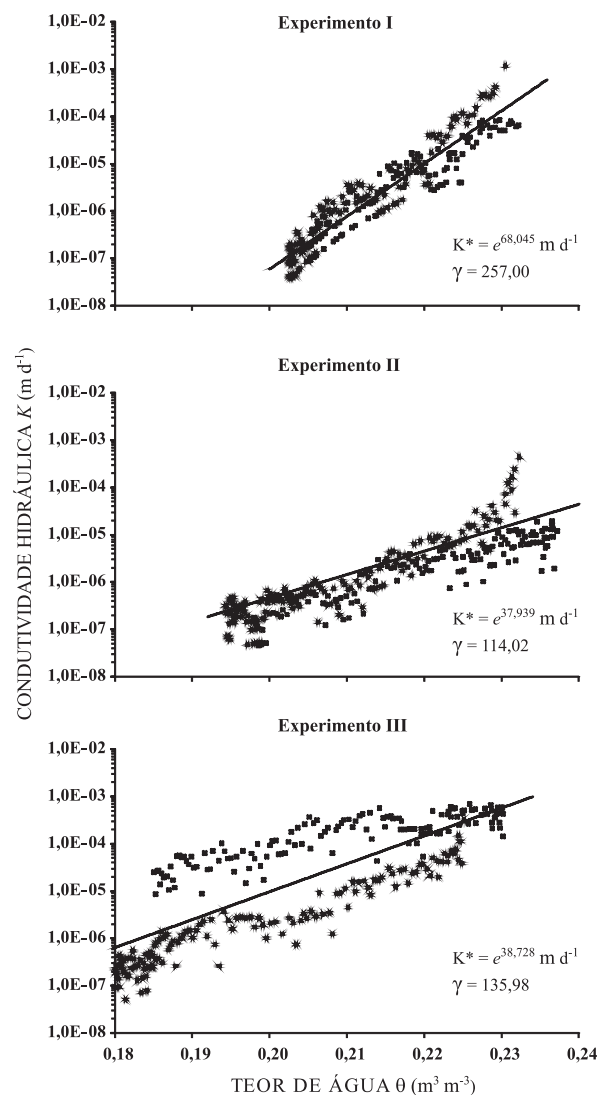 Experimento I
1,0E-02
1,0E-03
1,0E-04
1,0E-05
1,0E-06
1,0E-07
1,0E-08
K* = e^68,045 m d^-1
γ = 257,00
Experimento II
1,0E-02
1,0E-03
1,0E-04
1,0E-05
1,0E-06
1,0E-07
1,0E-08
K* = e^37,939 m d^-1
γ = 114,02
CONDUTIVIDADE HIDRÁULICA K (m d^-1)
Experimento III
1,0E-02
1,0E-03
1,0E-04
1,0E-05
1,0E-06
1,0E-07
1,0E-08
K* = e^38,728 m d^-1
γ = 135,98
0,18 0,19 0,20 0,21 0,22 0,23 0,24
TEOR DE ÁGUA θ (m³ m^-3)